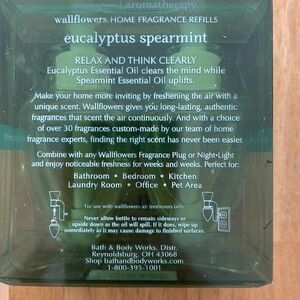 aromatherapy
wallflowers HOME FRAGRANCE REFILLS
eucalyptus spearmint
RELAX AND THINK CLEARLY
Eucalyptus Essential Oil clears the mind while
Spearmint Essential Oil uplifts.
Make your home more inviting by freshening the air with a
unique scent. Wallflowers gives you long-lasting, authentic
fragrances that scent the air continuously. And with a choice
of over 30 fragrances custom-made by our team of home
fragrance experts, finding the right scent has never been easier.
Combine with any Wallflowers Fragrance Plug or Night•Light
and enjoy noticeable freshness for weeks and weeks. Perfect for:
Bathroom • Bedroom • Kitchen
Laundry Room • Office • Pet Area
For use with wallflowers air fresheners only.
Never allow bottle to remain sideways or
upside down as the oil will spill. If it does, wipe up
immediately as it may cause damage to finished surfaces.
Bath & Body Works, Distr.
Reynoldsburg, OH 43068
Shop bathandbodyworks.com
1-800-395-1001